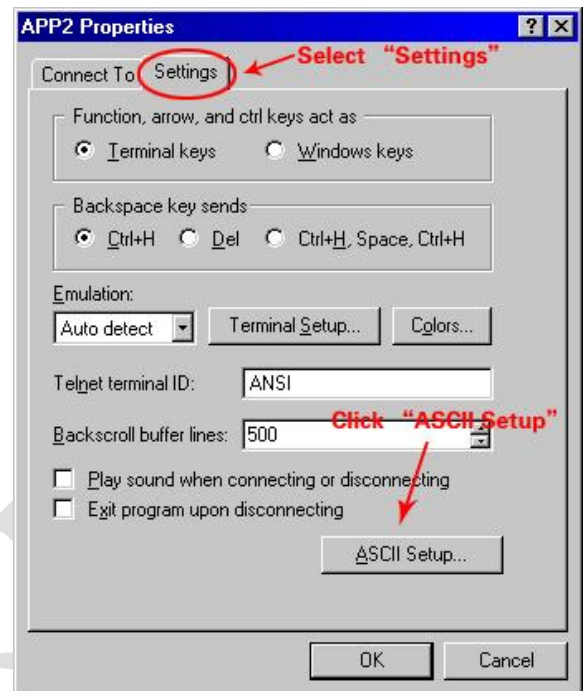 APP2 Properties
Select “Settings”
Connect To Settings
Function, arrow, and ctrl keys act as
Terminal keys Windows keys
Backspace key sends
Ctrl+H Del Ctrl+H, Space, Ctrl+H
Emulation:
Auto detect Terminal Setup... Colors...
Telnet terminal ID: ANSI
Click “ASCII Setup”
Backscroll buffer lines: 500
Play sound when connecting or disconnecting
Exit program upon disconnecting
ASCII Setup...
OK Cancel